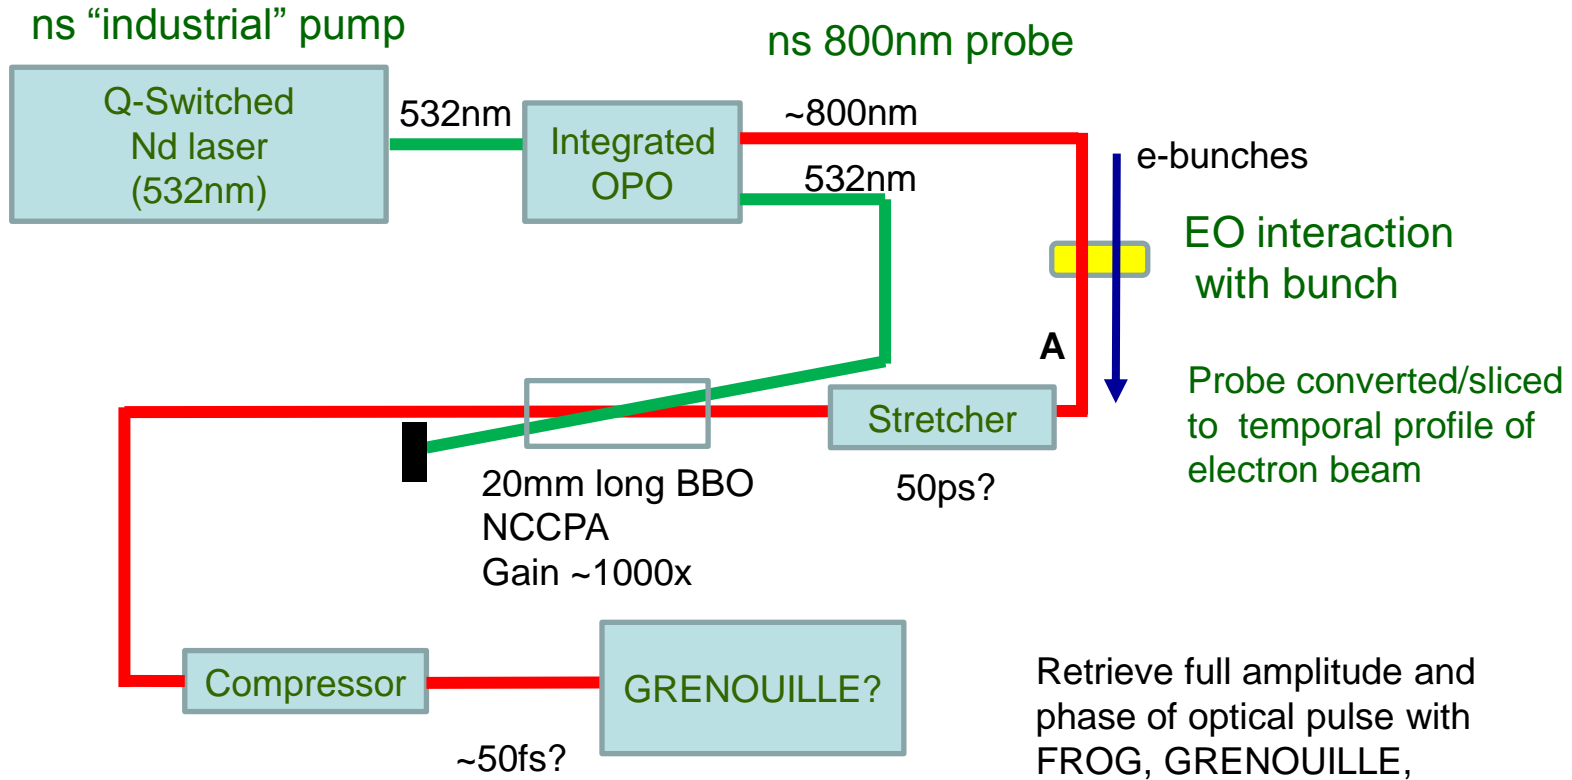 ns “industrial” pump
ns 800nm probe
Q-Switched
Nd laser
(532nm)
532nm
Integrated
OPO
~800nm
532nm
e-bunches
EO interaction
with bunch
A
Probe converted/sliced
to temporal profile of
electron beam
Stretcher
50ps?
20mm long BBO
NCCPA
Gain ~1000x
Compressor
~50fs?
GRENOUILLE?
Retrieve full amplitude and
phase of optical pulse with
FROG, GRENOUILLE,